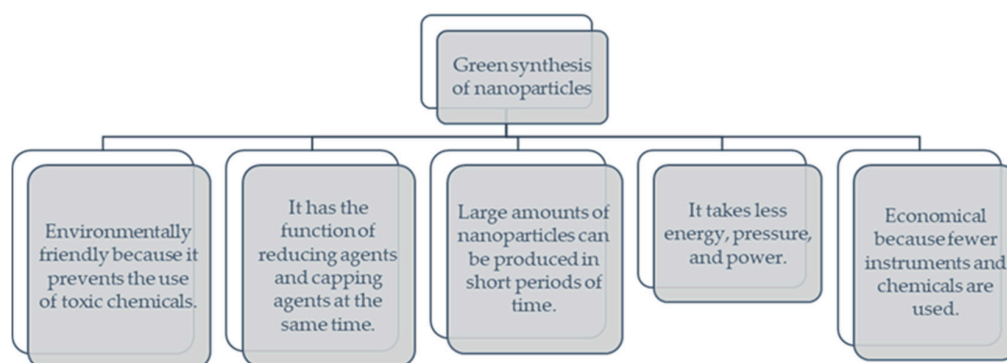 Green synthesis
of nanoparticles
Environmentally
friendly because it
prevents the use
of toxic chemicals.
It has the
function of
reducing agents
and capping
agents at the
same time.
Large amounts of
nanoparticles can
be produced in
short periods of
time.
It takes less
energy, pressure,
and power.
Economical
because fewer
instruments and
chemicals are
used.